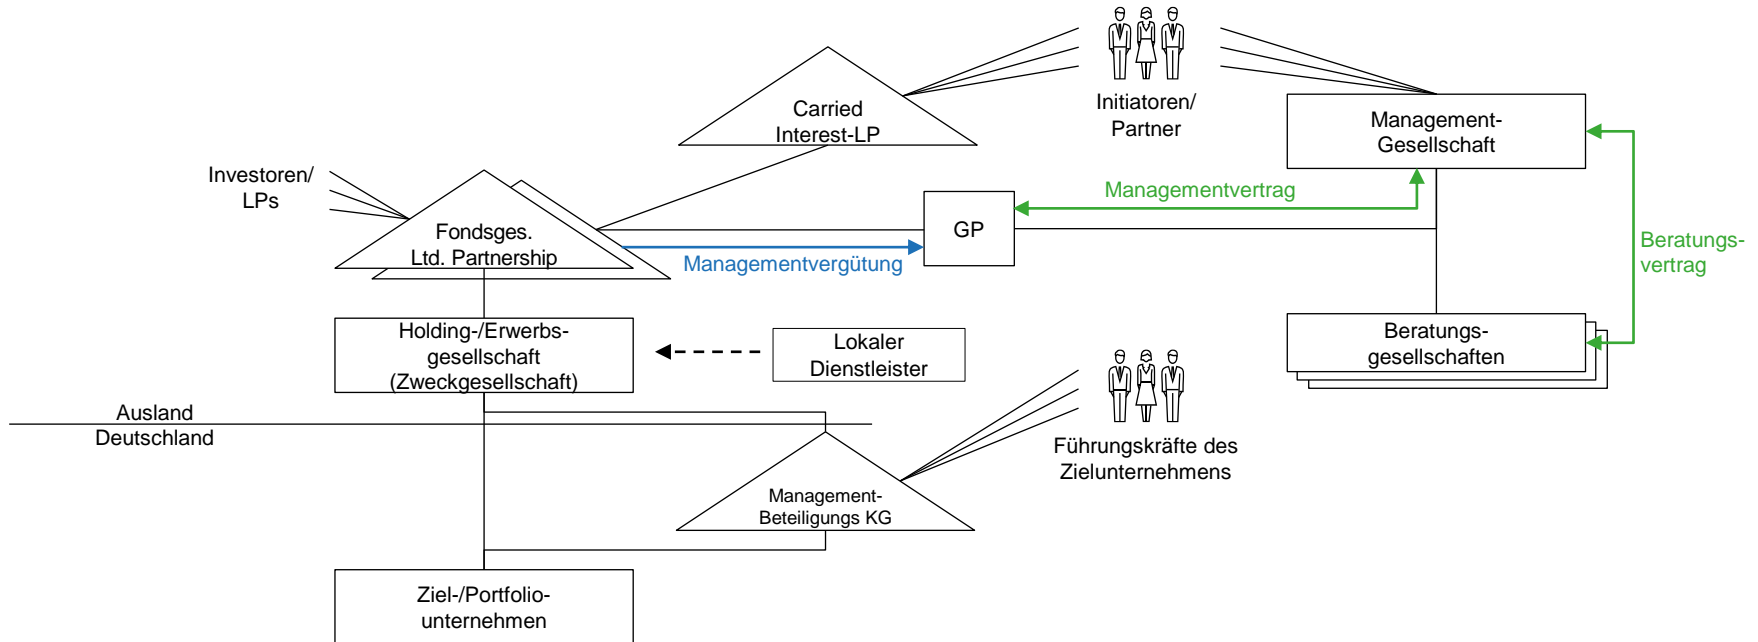 Carried
Interest-LP
Initiatoren/
Partner
Management-
Gesellschaft
Investoren/
LPs
Fondsges.
Ltd. Partnership
Managementvergütung
GP
Managementvertrag
Beratungs-
vertrag
Holding-/Erwerbs-
gesellschaft
(Zweckgesellschaft)
Lokaler
Dienstleister
Beratungs-
gesellschaften
Ausland
Deutschland
Führungskräfte des
Zielunternehmens
Management-
Beteiligungs KG
Ziel-/Portfolio-
unternehmen